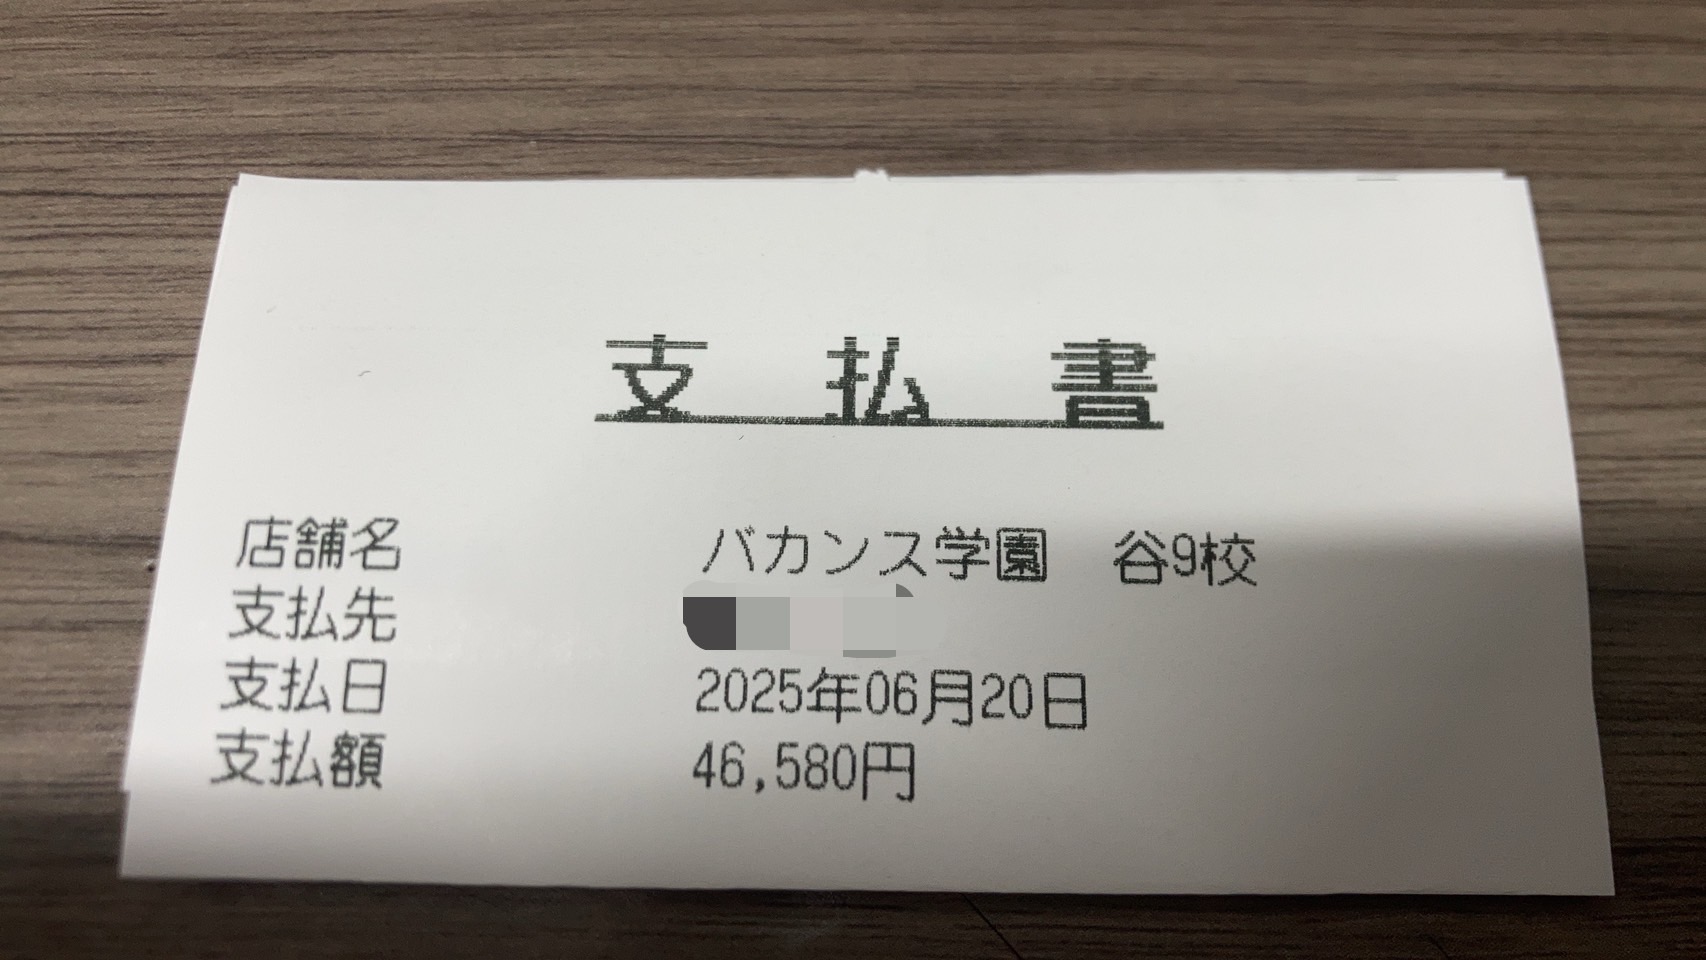 支払書
店舗名 バカンス学園 谷9校
支払先
支払日 2025年06月20日
支払額 46,580円